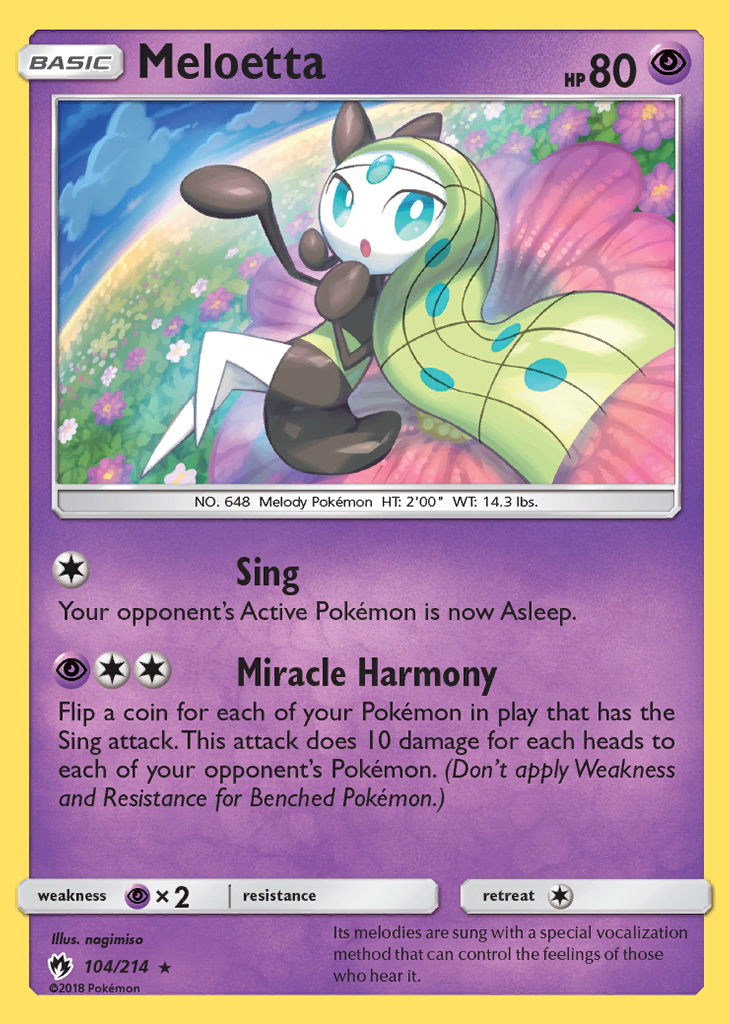 BASIC Meloetta HP 80
NO. 648 Melody Pokémon HT: 2'00" WT: 14.3 lbs.
Sing
Your opponent's Active Pokémon is now Asleep.
Miracle Harmony
Flip a coin for each of your Pokémon in play that has the
Sing attack. This attack does 10 damage for each heads to
each of your opponent's Pokémon. (Don't apply Weakness
and Resistance for Benched Pokémon.)
weakness ×2 resistance retreat
Illus. nagimiso
104/214 ★
©2018 Pokémon
Its melodies are sung with a special vocalization
method that can control the feelings of those
who hear it.